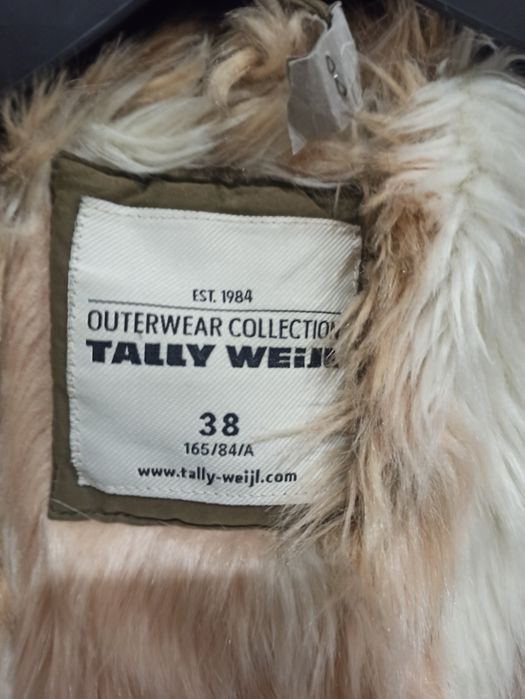 EST. 1984
OUTERWEAR COLLECTION
TALLY WEiJL
38
165/84/A
www.tally-weijl.com